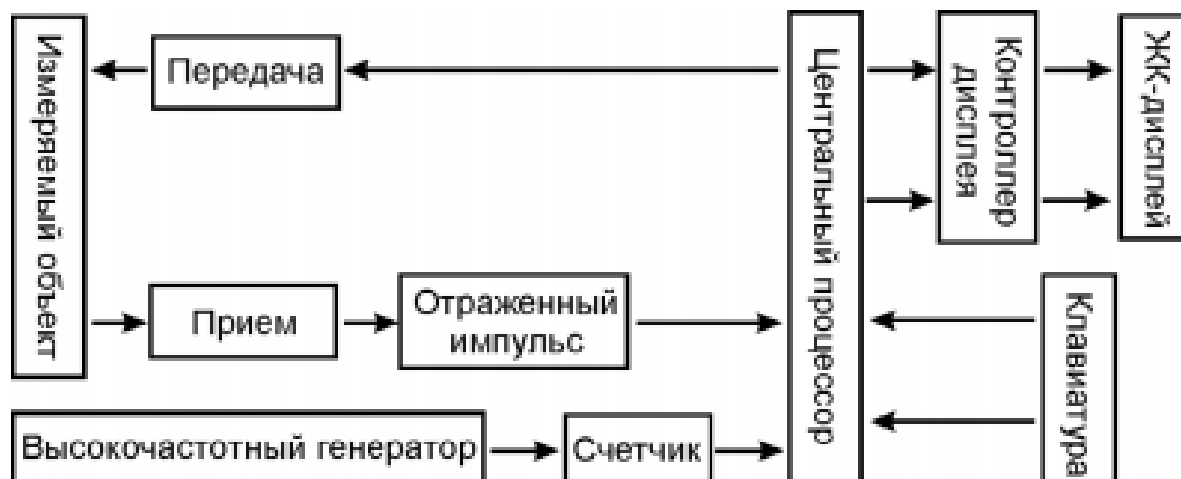 Измеряемый объект
Передача
Прием
Отраженный
импульс
Высокочастотный генератор
Счетчик
Центральный процессор
Контроллер
дисплея
ЖК-дисплей
Клавиатура